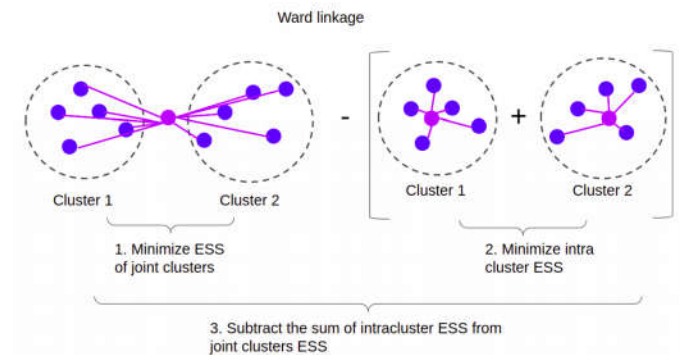 Ward linkage
-
+
Cluster 1
Cluster 2
Cluster 1
Cluster 2
1. Minimize ESS
of joint clusters
2. Minimize intra
cluster ESS
3. Subtract the sum of intracluster ESS from
joint clusters ESS